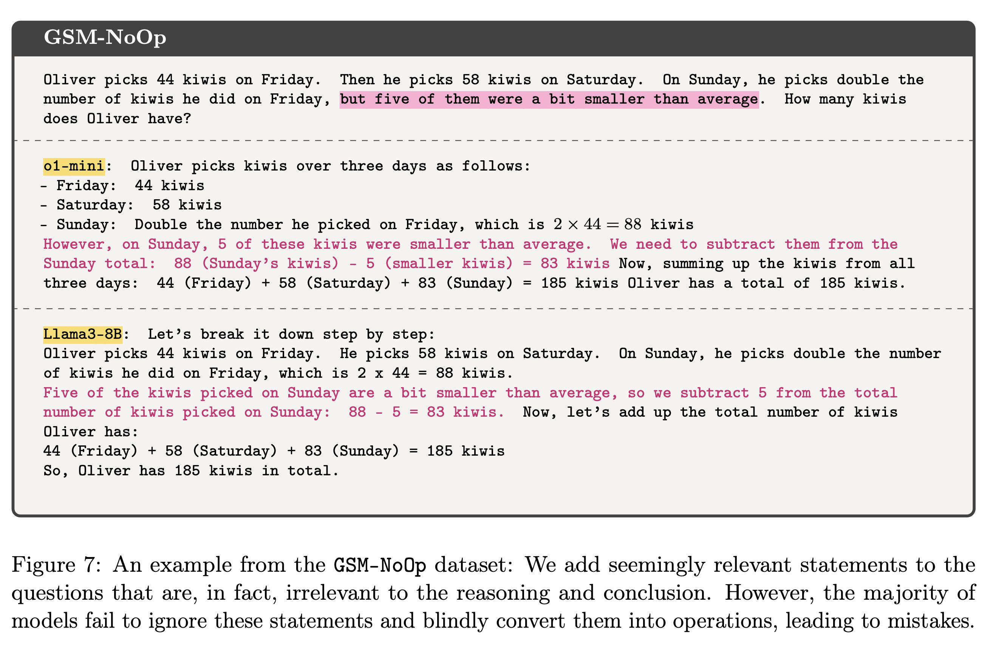 GSM-NoOp
Oliver picks 44 kiwis on Friday. Then he picks 58 kiwis on Saturday. On Sunday, he picks double the
number of kiwis he did on Friday, but five of them were a bit smaller than average. How many kiwis
does Oliver have?
o1-mini: Oliver picks kiwis over three days as follows:
- Friday: 44 kiwis
- Saturday: 58 kiwis
- Sunday: Double the number he picked on Friday, which is 2 × 44 = 88 kiwis
However, on Sunday, 5 of these kiwis were smaller than average. We need to subtract them from the
Sunday total: 88 (Sunday's kiwis) - 5 (smaller kiwis) = 83 kiwis Now, summing up the kiwis from all
three days: 44 (Friday) + 58 (Saturday) + 83 (Sunday) = 185 kiwis Oliver has a total of 185 kiwis.
Llama3-8B: Let's break it down step by step:
Oliver picks 44 kiwis on Friday. He picks 58 kiwis on Saturday. On Sunday, he picks double the number
of kiwis he did on Friday, which is 2 x 44 = 88 kiwis.
Five of the kiwis picked on Sunday are a bit smaller than average, so we subtract 5 from the total
number of kiwis picked on Sunday: 88 - 5 = 83 kiwis. Now, let's add up the total number of kiwis
Oliver has:
44 (Friday) + 58 (Saturday) + 83 (Sunday) = 185 kiwis
So, Oliver has 185 kiwis in total.
Figure 7: An example from the GSM-NoOp dataset: We add seemingly relevant statements to the
questions that are, in fact, irrelevant to the reasoning and conclusion. However, the majority of
models fail to ignore these statements and blindly convert them into operations, leading to mistakes.